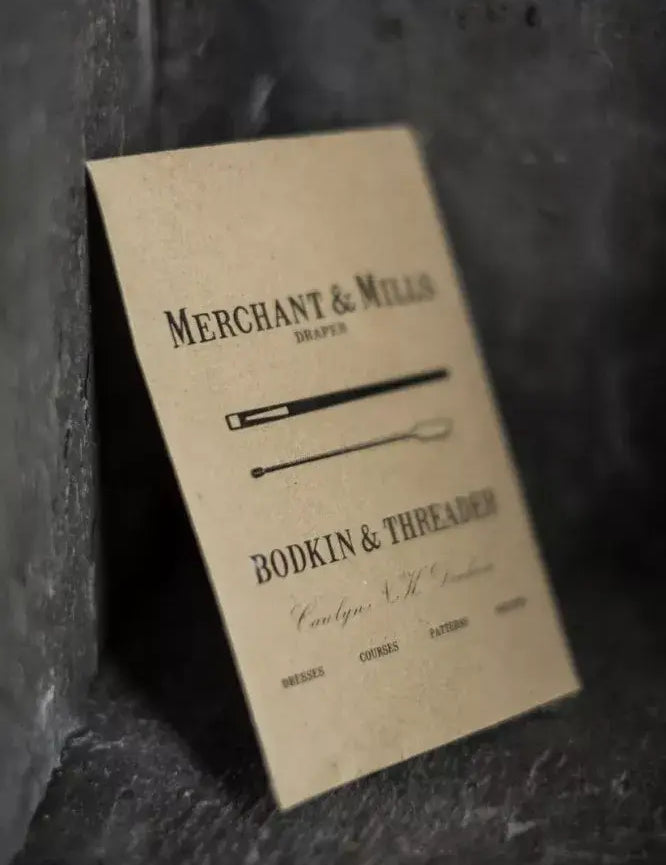 MERCHANT & MILLS
DRAPER
BODKIN & THREADER
DRESSES COURSES PATTERNS